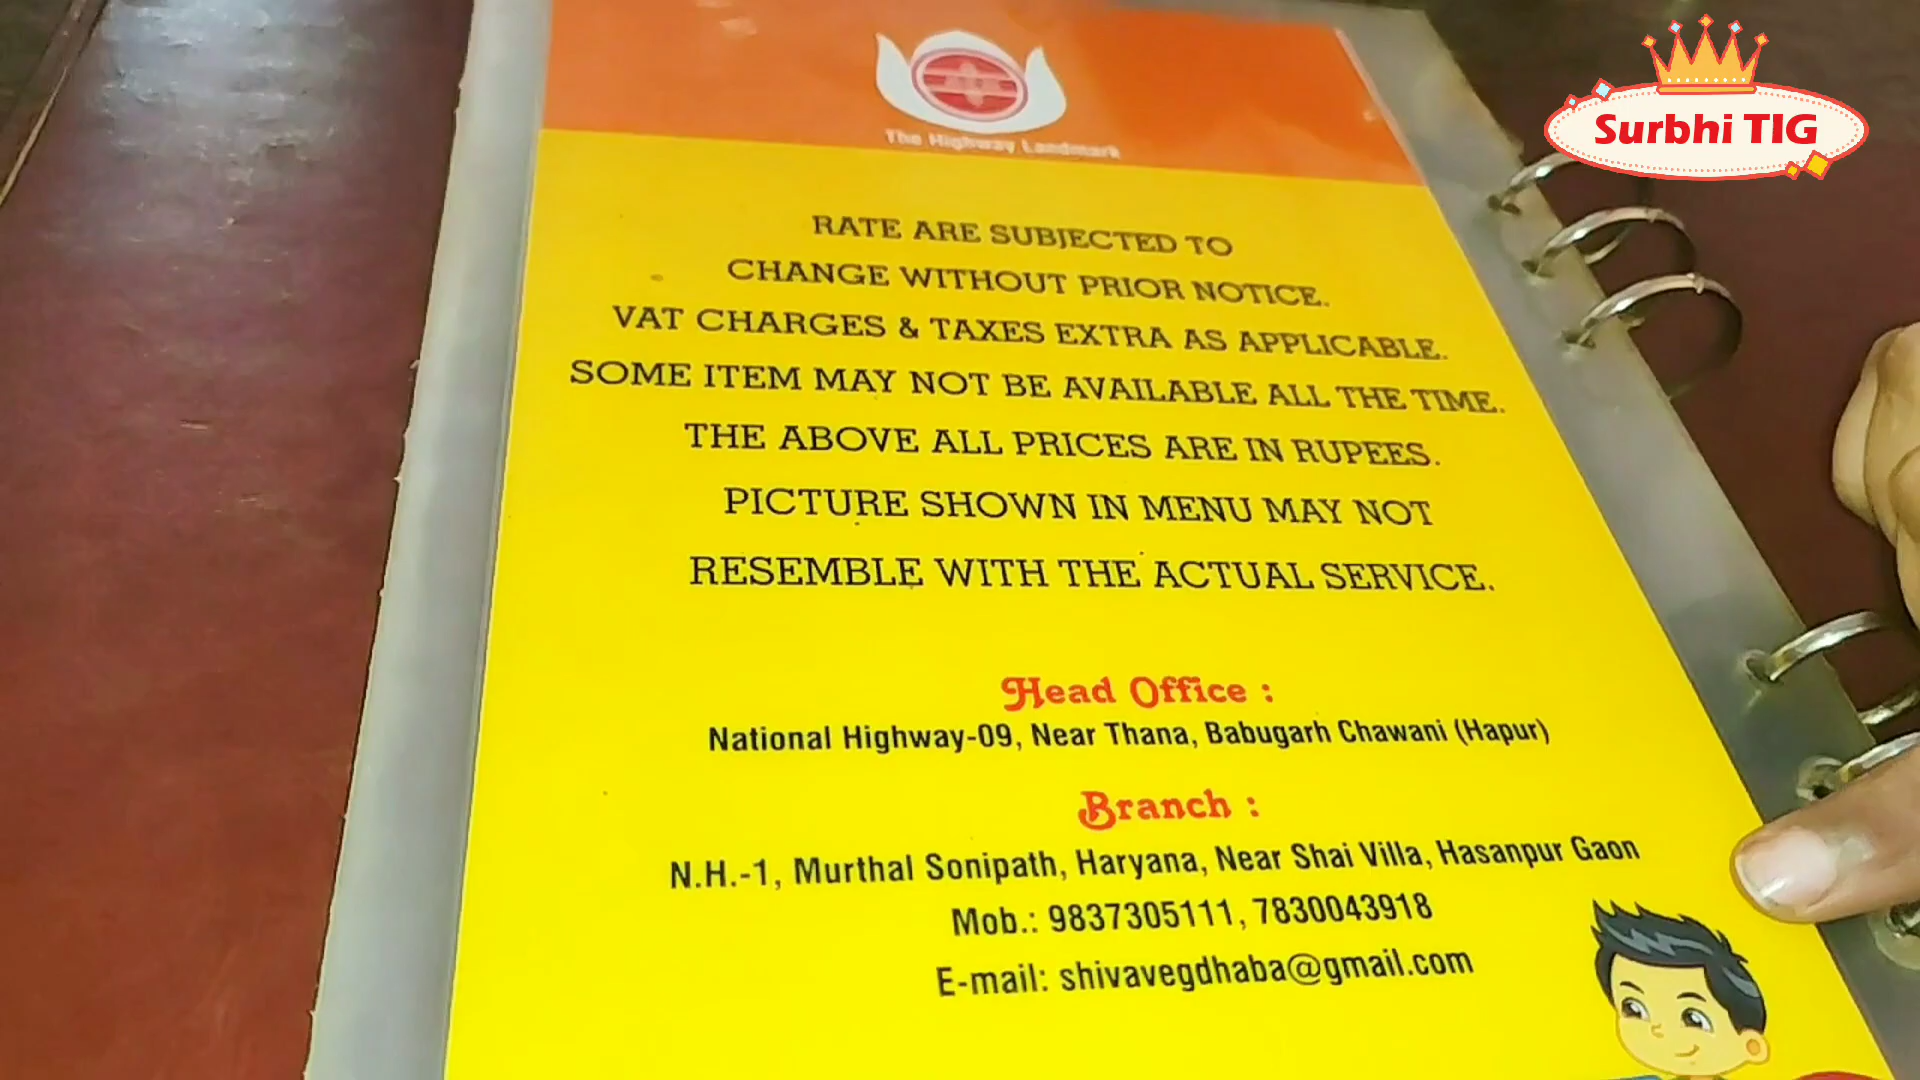 Surbhi TIG
The Highway Landmark
RATE ARE SUBJECTED TO
CHANGE WITHOUT PRIOR NOTICE.
VAT CHARGES & TAXES EXTRA AS APPLICABLE.
SOME ITEM MAY NOT BE AVAILABLE ALL THE TIME.
THE ABOVE ALL PRICES ARE IN RUPEES.
PICTURE SHOWN IN MENU MAY NOT
RESEMBLE WITH THE ACTUAL SERVICE.
Head Office :
National Highway-09, Near Thana, Babugarh Chawani (Hapur)
Branch :
N.H.-1, Murthal Sonipath, Haryana, Near Shai Villa, Hasanpur Gaon
Mob.: 9837305111, 7830043918
E-mail: shivavegdhaba@gmail.com